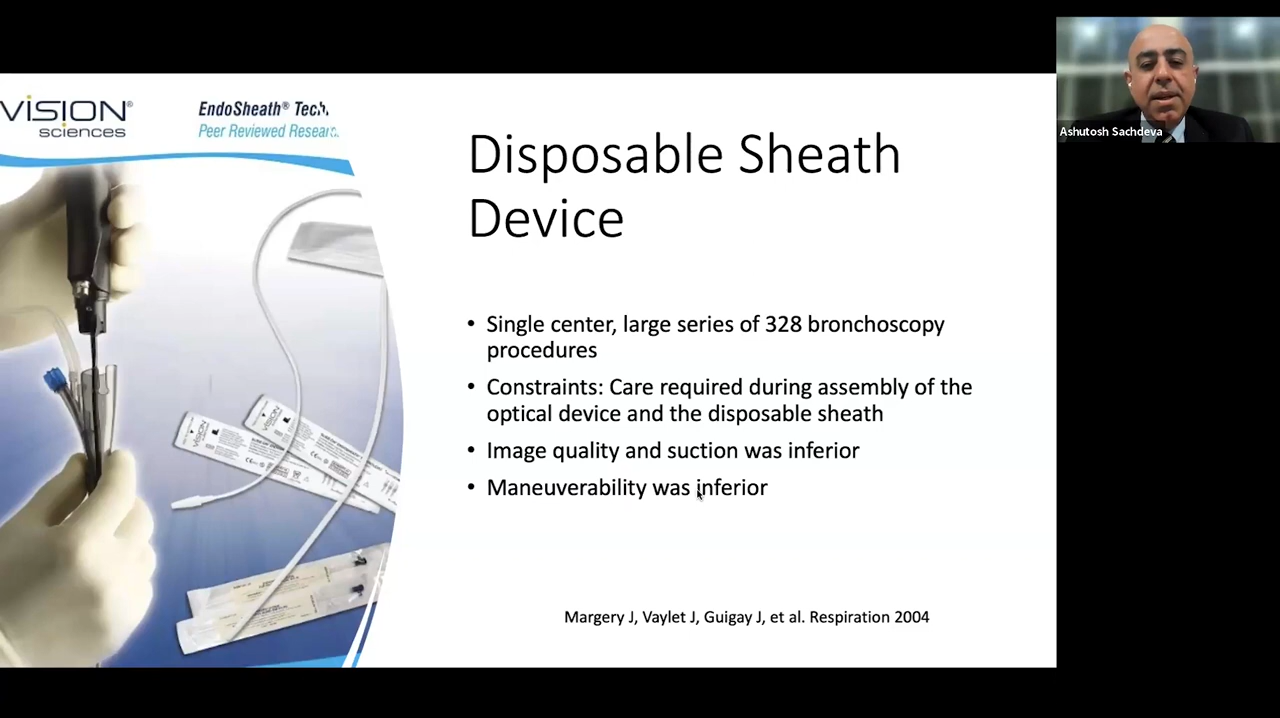 VISION®
sciences
EndoSheath® Tech.
Peer Reviewed Resear
Disposable Sheath
Device
• Single center, large series of 328 bronchoscopy
procedures
• Constraints: Care required during assembly of the
optical device and the disposable sheath
• Image quality and suction was inferior
• Maneuverability was inferior
Margery J, Vaylet J, Guigay J, et al. Respiration 2004
Ashutosh Sachdeva
VISION